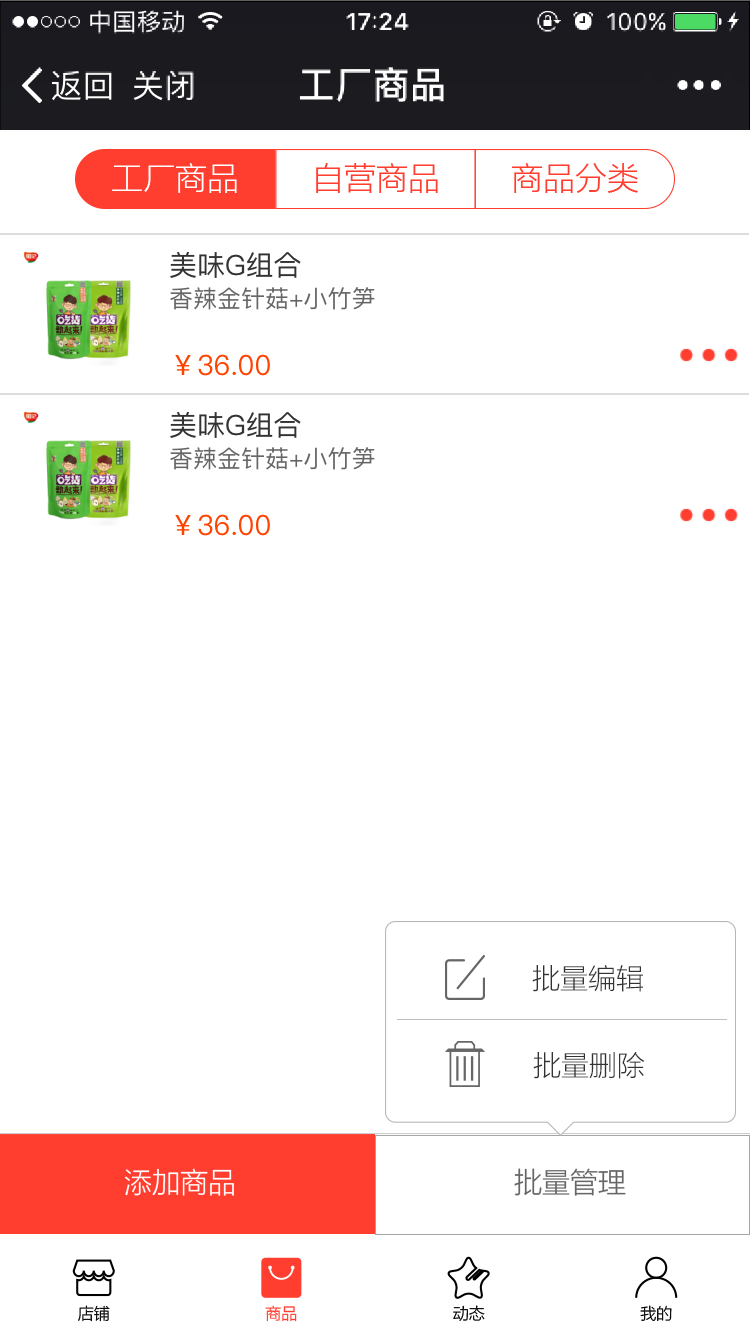 中国移动 17:24 100%
返回 关闭 工厂商品
工厂商品 自营商品 商品分类
美味G组合
香辣金针菇+小竹笋
¥ 36.00
美味G组合
香辣金针菇+小竹笋
¥ 36.00
批量编辑
批量删除
添加商品 批量管理
店铺 商品 动态 我的